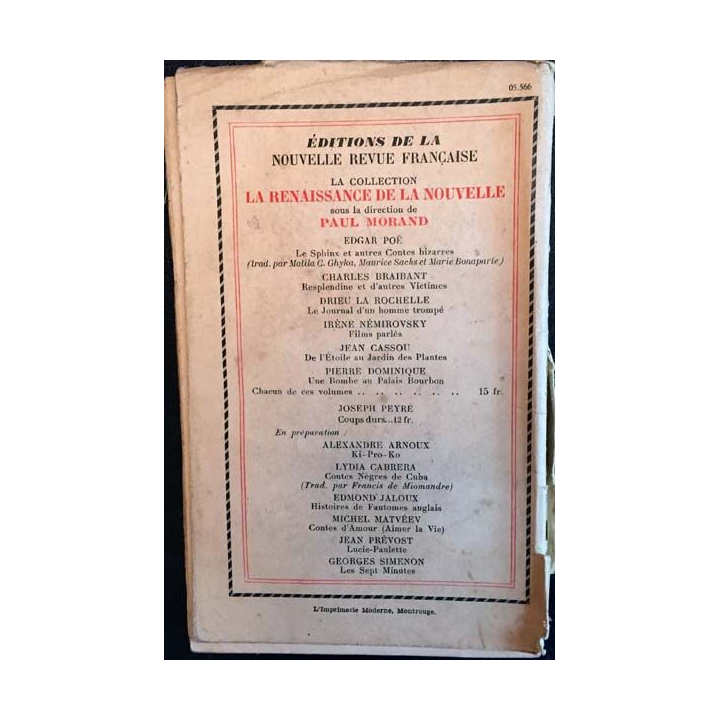 05.566
ÉDITIONS DE LA
NOUVELLE REVUE FRANÇAISE
LA COLLECTION
LA RENAISSANCE DE LA NOUVELLE
sous la direction de
PAUL MORAND
EDGAR POË
Le Sphinx et autres Contes bizarres
(trad. par Matila C. Ghyka, Maurice Sachs et Marie Bonaparte)
CHARLES BRAIBANT
Resplendine et d'autres Victimes
DRIEU LA ROCHELLE
Le Journal d'un homme trompé
IRÈNE NÉMIROVSKY
Films parlés
JEAN CASSOU
De l'Étoile au Jardin des Plantes
PIERRE DOMINIQUE
Une Bombe au Palais Bourbon
Chacun de ces volumes .. .. .. .. .. .. 15 fr.
JOSEPH PEYRÉ
Coups durs...12 fr.
En préparation :
ALEXANDRE ARNOUX
Ki-Pro-Ko
LYDIA CABRERA
Contes Nègres de Cuba
(Trad. par Francis de Miomandre)
EDMOND JALOUX
Histoires de Fantomes anglais
MICHEL MATVÉEV
Contes d'Amour (Aimer la Vie)
JEAN PRÉVOST
Lucie-Paulette
GEORGES SIMENON
Les Sept Minutes
L'Imprimerie Moderne, Montrouge.